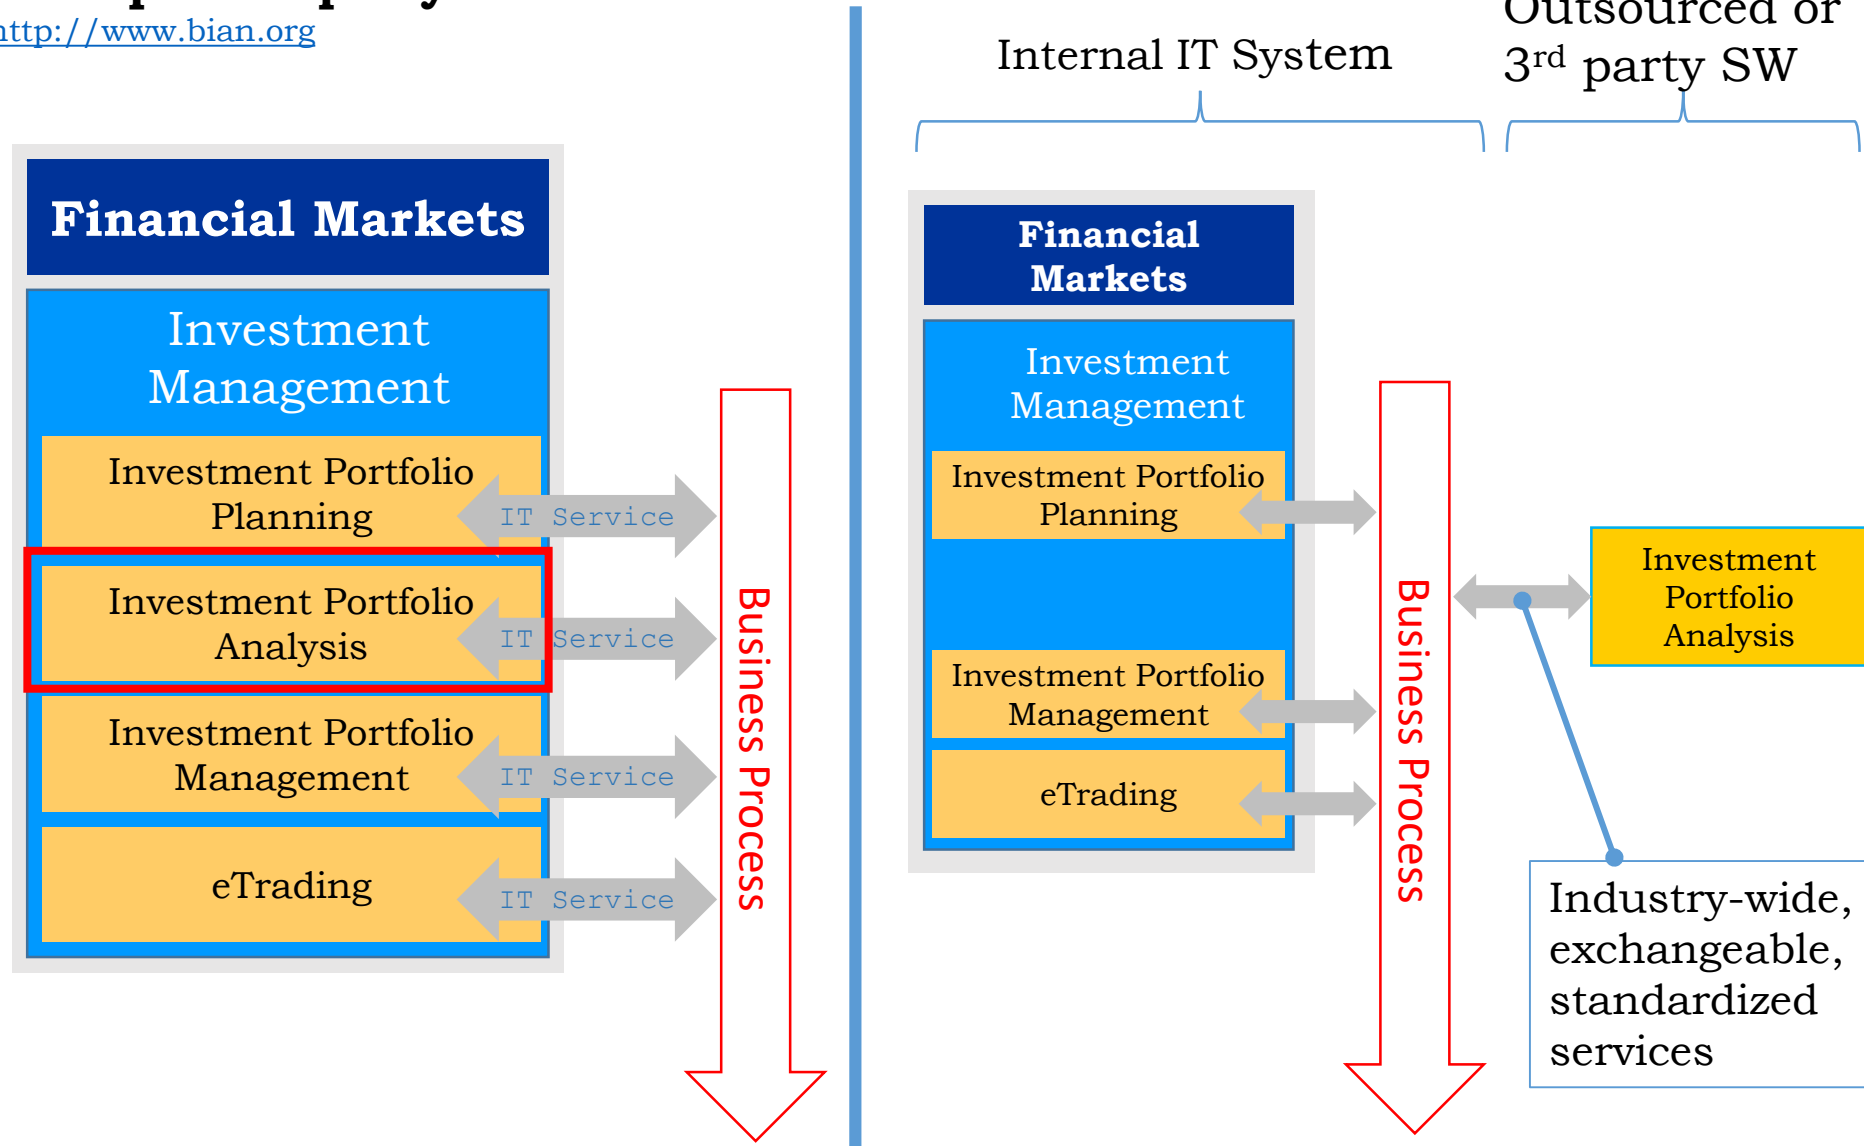 http://www.bian.org
Financial Markets
Investment
Management
Investment Portfolio
Planning
IT Service
Investment Portfolio
Analysis
IT Service
Investment Portfolio
Management
IT Service
eTrading
IT Service
Business Process
Internal IT System
Outsourced or
3rd party SW
Financial
Markets
Investment
Management
Investment Portfolio
Planning
Investment Portfolio
Management
eTrading
Business Process
Investment
Portfolio
Analysis
Industry-wide,
exchangeable,
standardized
services